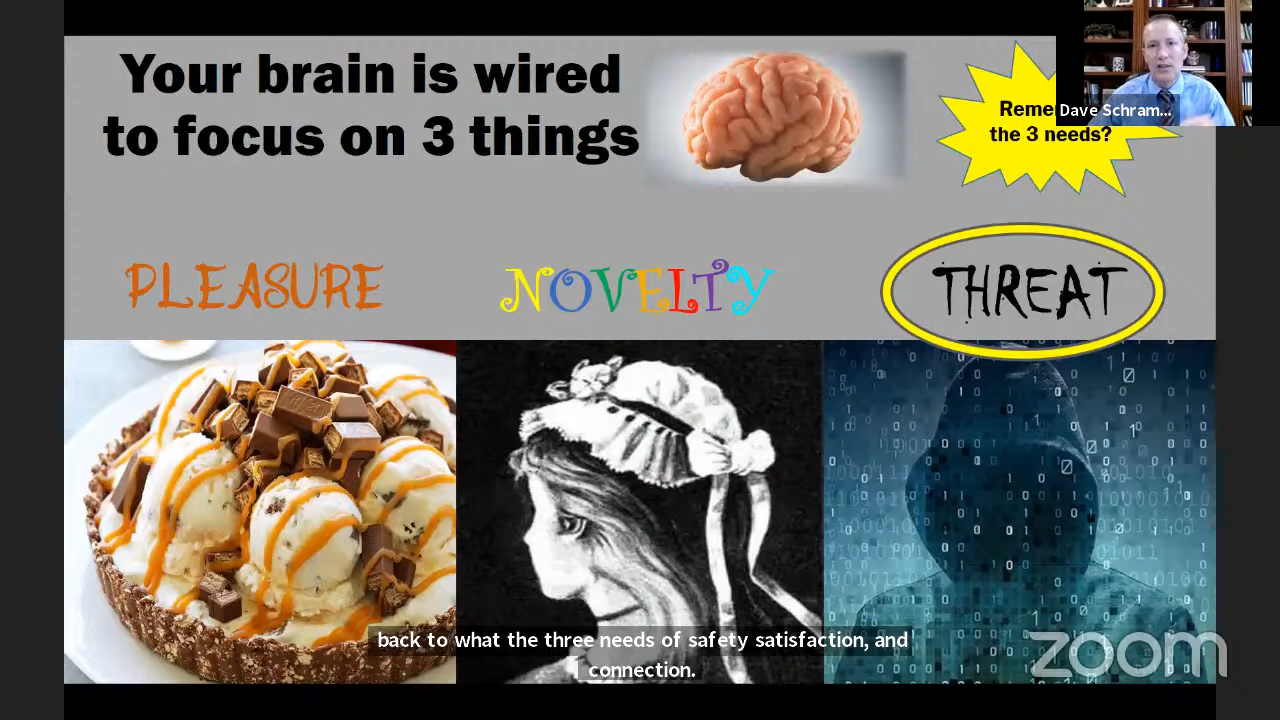 Your brain is wired
to focus on 3 things
Reme
the 3 needs?
Dave Schram...
PLEASURE
NOVELTY
THREAT
back to what the three needs of safety satisfaction, and
connection.
zoom